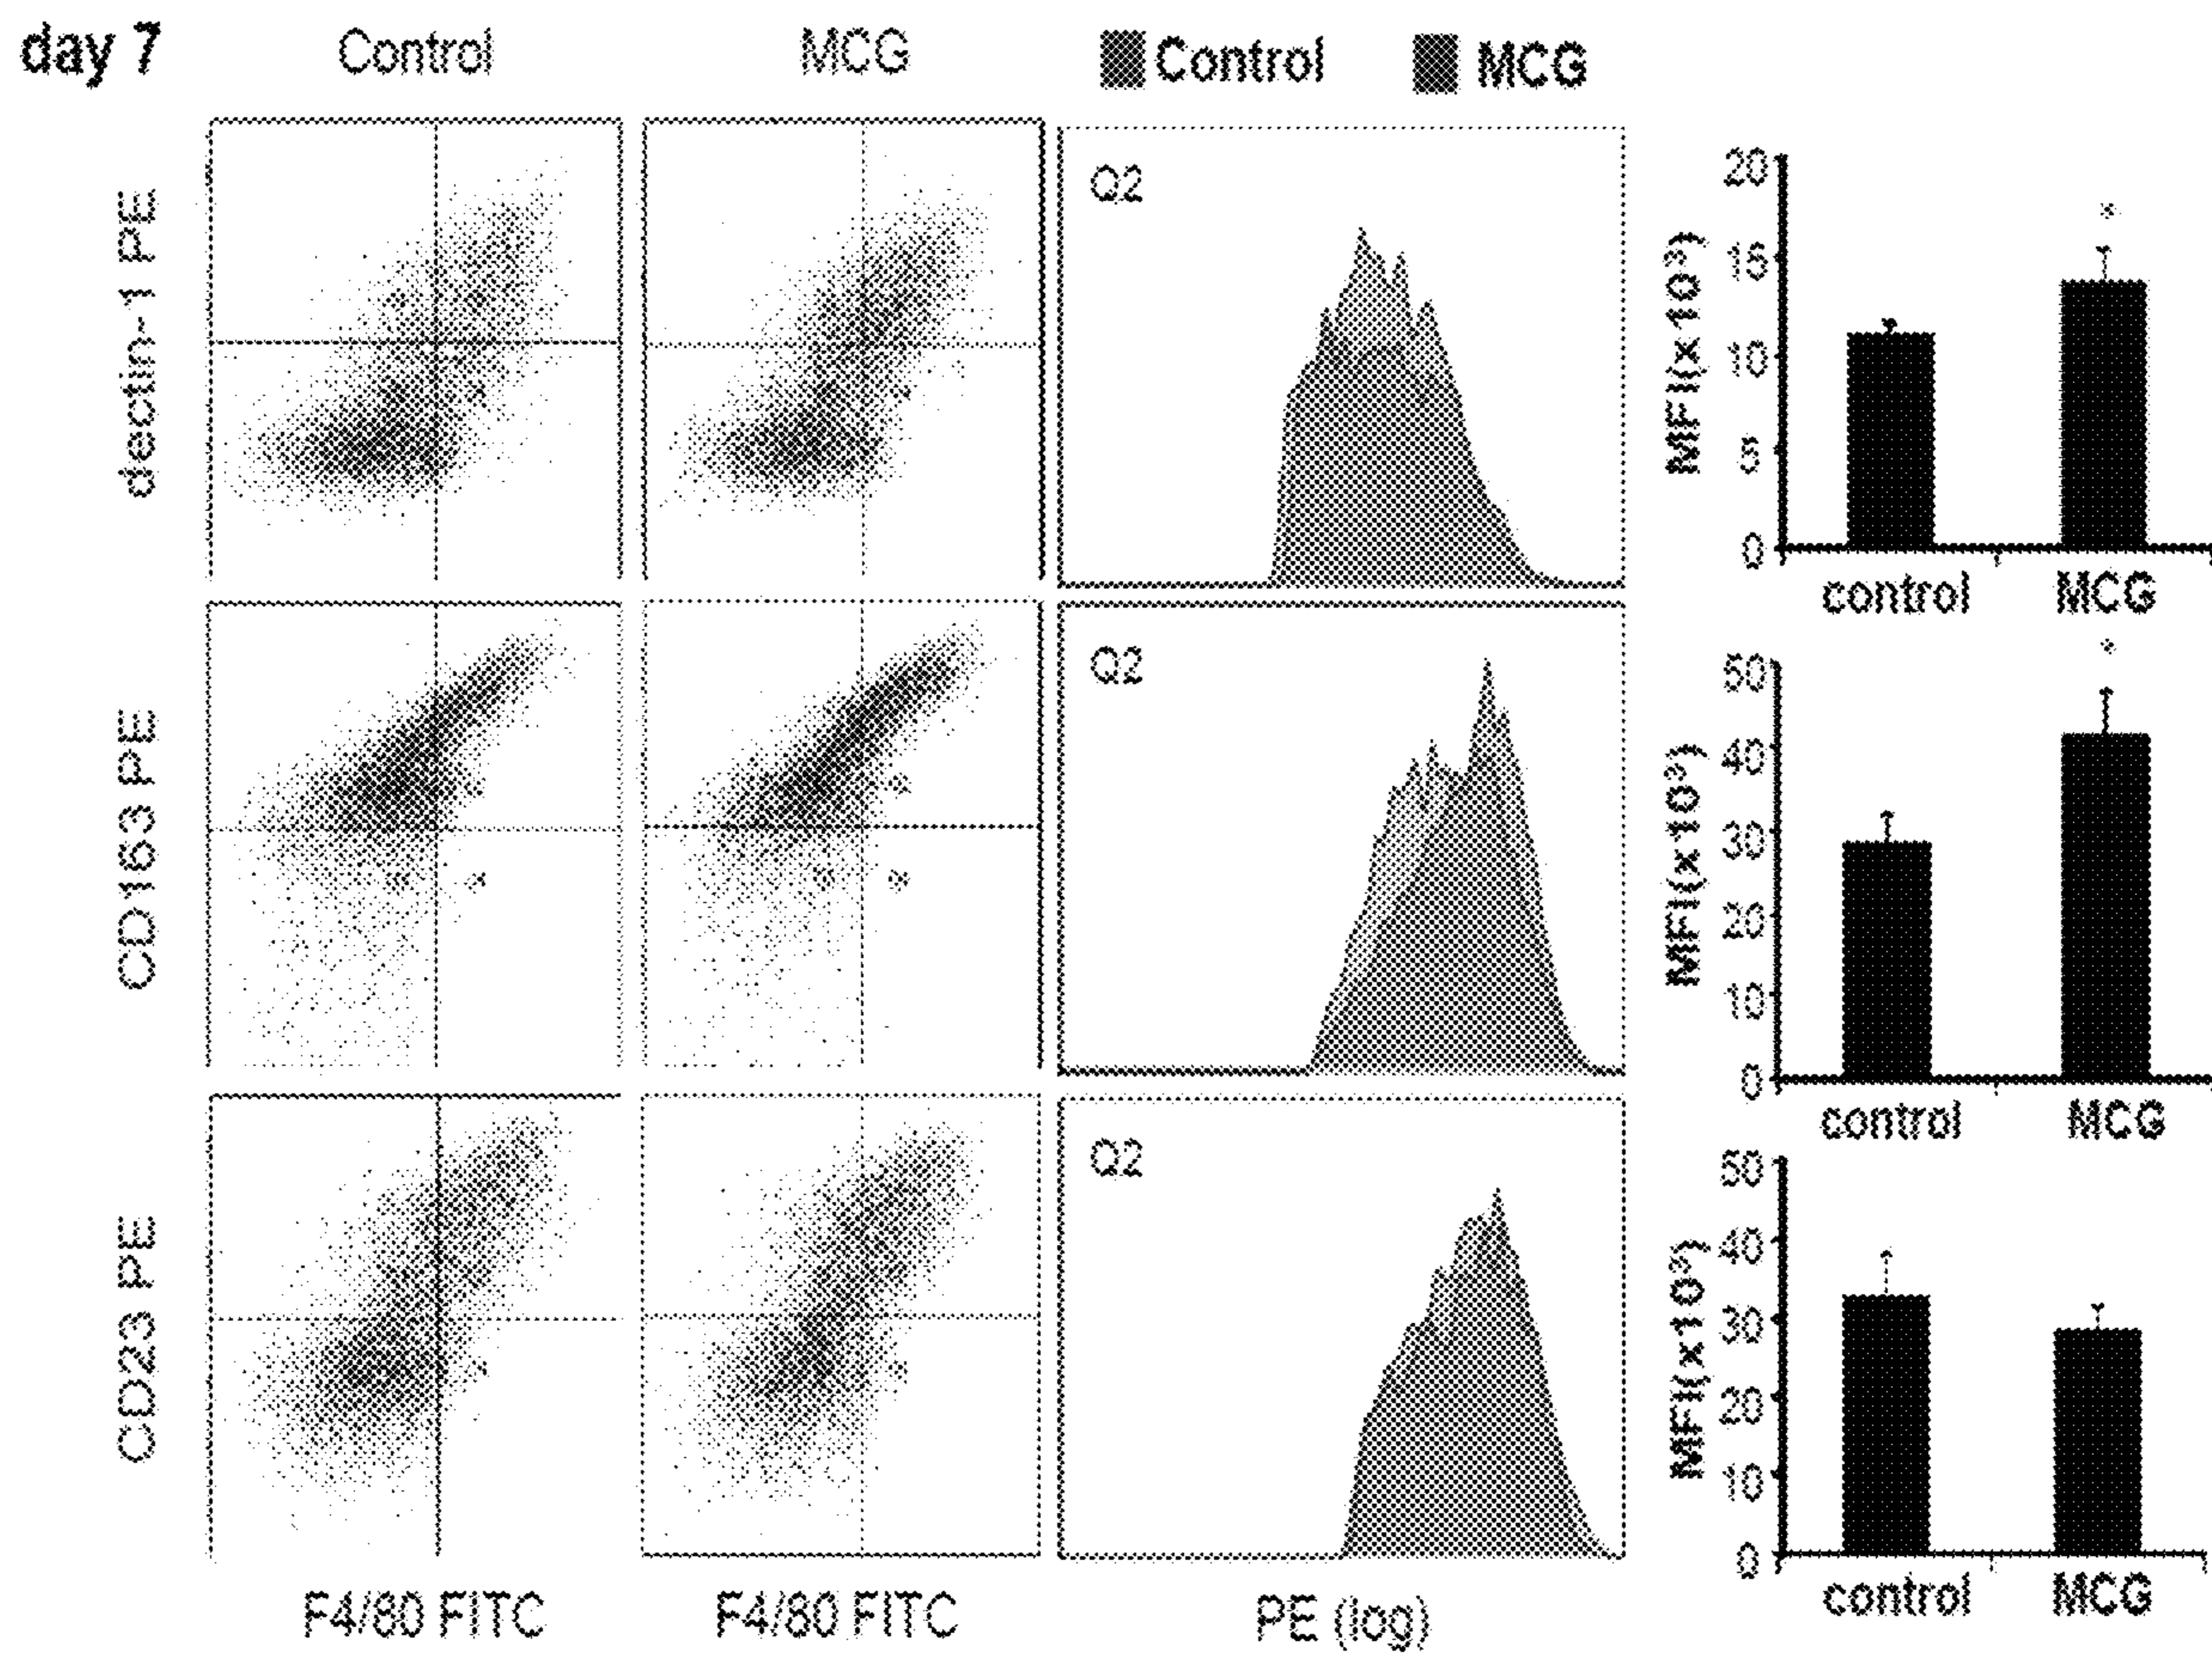 day 7
Control
MCG
Control
MCG
dectin-1 PE
Q2
MFI(x10³)
20
15
10
5
0
control
MCG
*
CD163 PE
Q2
MFI(x10³)
50
40
30
20
10
0
control
MCG
*
CD23 PE
Q2
MFI(x10³)
50
40
30
20
10
0
control
MCG
F4/80 FITC
F4/80 FITC
PE (log)